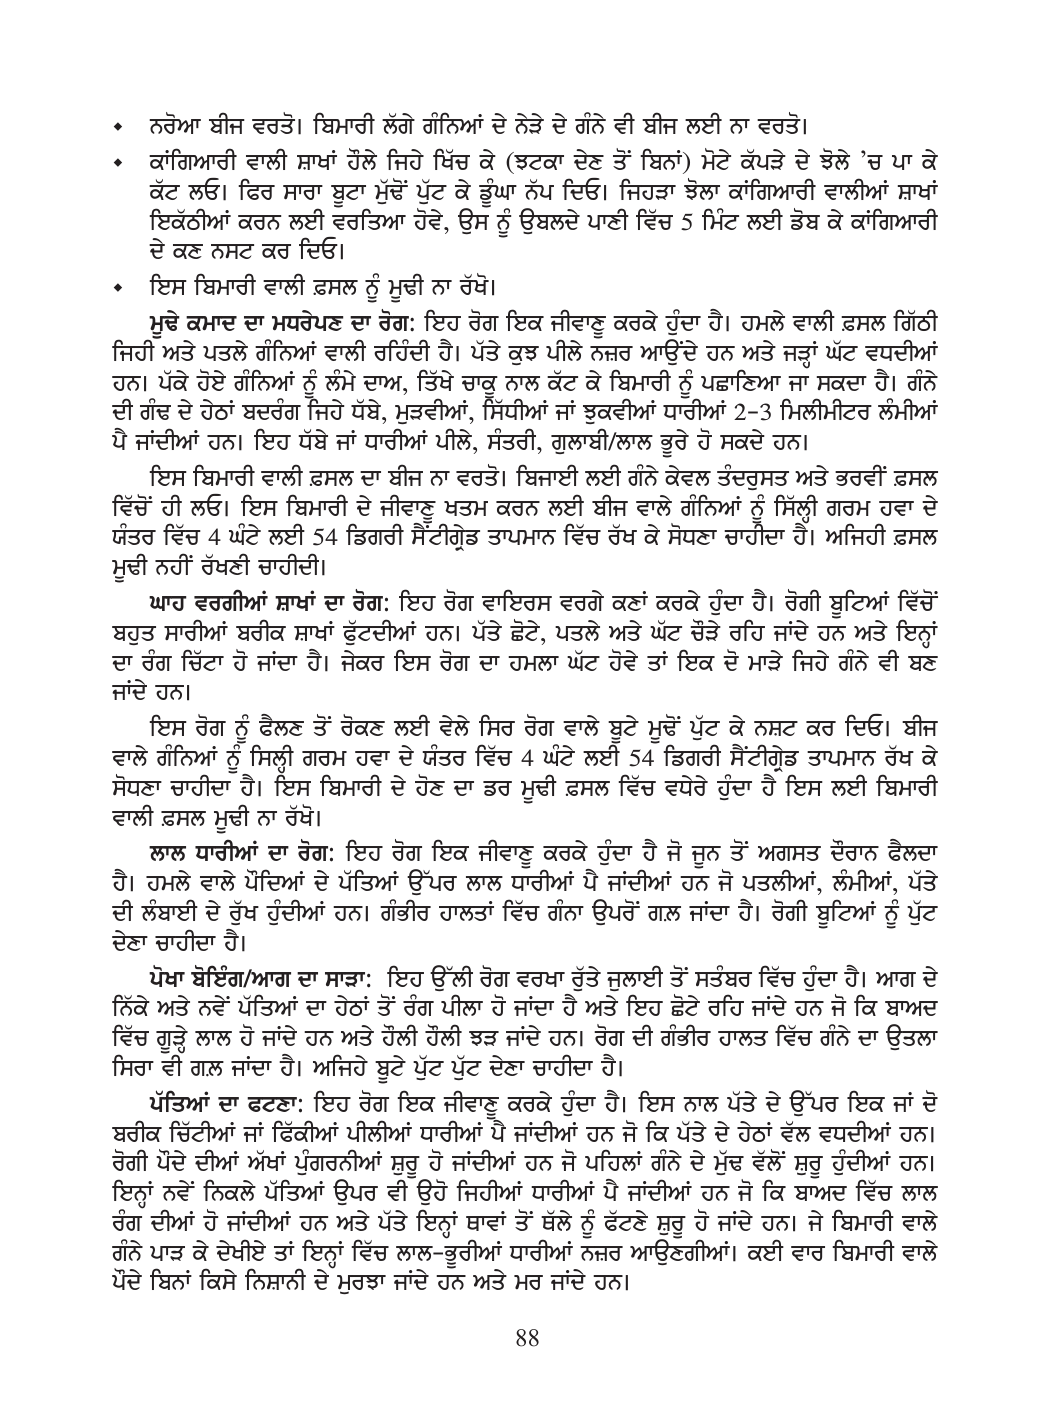 ⬥ ਨਰੋਆ ਬੀਜ ਵਰਤੋ। ਬਿਮਾਰੀ ਲੱਗੇ ਗੰਨਿਆਂ ਦੇ ਨੇੜੇ ਦੇ ਗੰਨੇ ਵੀ ਬੀਜ ਲਈ ਨਾ ਵਰਤੋ।
⬥ ਕਾਂਗਿਆਰੀ ਵਾਲੀ ਸ਼ਾਖਾਂ ਹੌਲੇ ਜਿਹੇ ਖਿੱਚ ਕੇ (ਝਟਕਾ ਦੇਣ ਤੋਂ ਬਿਨਾਂ) ਮੋਟੇ ਕੱਪੜੇ ਦੇ ਝੋਲੇ ’ਚ ਪਾ ਕੇ
ਕੱਟ ਲਓ। ਫਿਰ ਸਾਰਾ ਬੂਟਾ ਮੁੱਢੋਂ ਪੁੱਟ ਕੇ ਡੂੰਘਾ ਨੱਪ ਦਿਓ। ਜਿਹੜਾ ਝੋਲਾ ਕਾਂਗਿਆਰੀ ਵਾਲੀਆਂ ਸ਼ਾਖਾਂ
ਇਕੱਠੀਆਂ ਕਰਨ ਲਈ ਵਰਤਿਆ ਹੋਵੇ, ਉਸ ਨੂੰ ਉਬਲਦੇ ਪਾਣੀ ਵਿੱਚ 5 ਮਿੰਟ ਲਈ ਡੋਬ ਕੇ ਕਾਂਗਿਆਰੀ
ਦੇ ਕਣ ਨਸਟ ਕਰ ਦਿਓ।
⬥ ਇਸ ਬਿਮਾਰੀ ਵਾਲੀ ਫ਼ਸਲ ਨੂੰ ਮੂਢੀ ਨਾ ਰੱਖੋ।
ਮੂਢੇ ਕਮਾਦ ਦਾ ਮਧਰੇਪਣ ਦਾ ਰੋਗ: ਇਹ ਰੋਗ ਇਕ ਜੀਵਾਣੂ ਕਰਕੇ ਹੁੰਦਾ ਹੈ। ਹਮਲੇ ਵਾਲੀ ਫ਼ਸਲ ਗਿੱਠੀ
ਜਿਹੀ ਅਤੇ ਪਤਲੇ ਗੰਨਿਆਂ ਵਾਲੀ ਰਹਿੰਦੀ ਹੈ। ਪੱਤੇ ਕੁਝ ਪੀਲੇ ਨਜ਼ਰ ਆਉਂਦੇ ਹਨ ਅਤੇ ਜੜ੍ਹਾਂ ਘੱਟ ਵਧਦੀਆਂ
ਹਨ। ਪੱਕੇ ਹੋਏ ਗੰਨਿਆਂ ਨੂੰ ਲੰਮੇ ਦਾਅ, ਤਿੱਖੇ ਚਾਕੂ ਨਾਲ ਕੱਟ ਕੇ ਬਿਮਾਰੀ ਨੂੰ ਪਛਾਣਿਆ ਜਾ ਸਕਦਾ ਹੈ। ਗੰਨੇ
ਦੀ ਗੰਢ ਦੇ ਹੇਠਾਂ ਬਦਰੰਗ ਜਿਹੇ ਧੱਬੇ, ਮੁੜਵੀਆਂ, ਸਿੱਧੀਆਂ ਜਾਂ ਝੁਕਵੀਆਂ ਧਾਰੀਆਂ 2-3 ਮਿਲੀਮੀਟਰ ਲੰਮੀਆਂ
ਪੈ ਜਾਂਦੀਆਂ ਹਨ। ਇਹ ਧੱਬੇ ਜਾਂ ਧਾਰੀਆਂ ਪੀਲੇ, ਸੰਤਰੀ, ਗੁਲਾਬੀ/ਲਾਲ ਭੂਰੇ ਹੋ ਸਕਦੇ ਹਨ।
ਇਸ ਬਿਮਾਰੀ ਵਾਲੀ ਫ਼ਸਲ ਦਾ ਬੀਜ ਨਾ ਵਰਤੋ। ਬਿਜਾਈ ਲਈ ਗੰਨੇ ਕੇਵਲ ਤੰਦਰੁਸਤ ਅਤੇ ਭਰਵੀਂ ਫ਼ਸਲ
ਵਿੱਚੋਂ ਹੀ ਲਓ। ਇਸ ਬਿਮਾਰੀ ਦੇ ਜੀਵਾਣੂ ਖਤਮ ਕਰਨ ਲਈ ਬੀਜ ਵਾਲੇ ਗੰਨਿਆਂ ਨੂੰ ਸਿੱਲ੍ਹੀ ਗਰਮ ਹਵਾ ਦੇ
ਯੰਤਰ ਵਿੱਚ 4 ਘੰਟੇ ਲਈ 54 ਡਿਗਰੀ ਸੈਂਟੀਗ੍ਰੇਡ ਤਾਪਮਾਨ ਵਿੱਚ ਰੱਖ ਕੇ ਸੋਧਣਾ ਚਾਹੀਦਾ ਹੈ। ਅਜਿਹੀ ਫ਼ਸਲ
ਮੂਢੀ ਨਹੀਂ ਰੱਖਣੀ ਚਾਹੀਦੀ।
ਘਾਹ ਵਰਗੀਆਂ ਸ਼ਾਖਾਂ ਦਾ ਰੋਗ: ਇਹ ਰੋਗ ਵਾਇਰਸ ਵਰਗੇ ਕਣਾਂ ਕਰਕੇ ਹੁੰਦਾ ਹੈ। ਰੋਗੀ ਬੂਟਿਆਂ ਵਿੱਚੋਂ
ਬਹੁਤ ਸਾਰੀਆਂ ਬਰੀਕ ਸ਼ਾਖਾਂ ਫੁੱਟਦੀਆਂ ਹਨ। ਪੱਤੇ ਛੋਟੇ, ਪਤਲੇ ਅਤੇ ਘੱਟ ਚੌੜੇ ਰਹਿ ਜਾਂਦੇ ਹਨ ਅਤੇ ਇਨ੍ਹਾਂ
ਦਾ ਰੰਗ ਚਿੱਟਾ ਹੋ ਜਾਂਦਾ ਹੈ। ਜੇਕਰ ਇਸ ਰੋਗ ਦਾ ਹਮਲਾ ਘੱਟ ਹੋਵੇ ਤਾਂ ਇਕ ਦੋ ਮਾੜੇ ਜਿਹੇ ਗੰਨੇ ਵੀ ਬਣ
ਜਾਂਦੇ ਹਨ।
ਇਸ ਰੋਗ ਨੂੰ ਫੈਲਣ ਤੋਂ ਰੋਕਣ ਲਈ ਵੇਲੇ ਸਿਰ ਰੋਗ ਵਾਲੇ ਬੂਟੇ ਮੂਢੋਂ ਪੁੱਟ ਕੇ ਨਸ਼ਟ ਕਰ ਦਿਓ। ਬੀਜ
ਵਾਲੇ ਗੰਨਿਆਂ ਨੂੰ ਸਿਲ੍ਹੀ ਗਰਮ ਹਵਾ ਦੇ ਯੰਤਰ ਵਿੱਚ 4 ਘੰਟੇ ਲਈ 54 ਡਿਗਰੀ ਸੈਂਟੀਗ੍ਰੇਡ ਤਾਪਮਾਨ ਰੱਖ ਕੇ
ਸੋਧਣਾ ਚਾਹੀਦਾ ਹੈ। ਇਸ ਬਿਮਾਰੀ ਦੇ ਹੋਣ ਦਾ ਡਰ ਮੂਢੀ ਫ਼ਸਲ ਵਿੱਚ ਵਧੇਰੇ ਹੁੰਦਾ ਹੈ ਇਸ ਲਈ ਬਿਮਾਰੀ
ਵਾਲੀ ਫ਼ਸਲ ਮੂਢੀ ਨਾ ਰੱਖੋ।
ਲਾਲ ਧਾਰੀਆਂ ਦਾ ਰੋਗ: ਇਹ ਰੋਗ ਇਕ ਜੀਵਾਣੂ ਕਰਕੇ ਹੁੰਦਾ ਹੈ ਜੋ ਜੂਨ ਤੋਂ ਅਗਸਤ ਦੌਰਾਨ ਫੈਲਦਾ
ਹੈ। ਹਮਲੇ ਵਾਲੇ ਪੌਦਿਆਂ ਦੇ ਪੱਤਿਆਂ ਉੱਪਰ ਲਾਲ ਧਾਰੀਆਂ ਪੈ ਜਾਂਦੀਆਂ ਹਨ ਜੋ ਪਤਲੀਆਂ, ਲੰਮੀਆਂ, ਪੱਤੇ
ਦੀ ਲੰਬਾਈ ਦੇ ਰੁੱਖ ਹੁੰਦੀਆਂ ਹਨ। ਗੰਭੀਰ ਹਾਲਤਾਂ ਵਿੱਚ ਗੰਨਾ ਉਪਰੋਂ ਗਲ਼ ਜਾਂਦਾ ਹੈ। ਰੋਗੀ ਬੂਟਿਆਂ ਨੂੰ ਪੁੱਟ
ਦੇਣਾ ਚਾਹੀਦਾ ਹੈ।
ਪੋਖਾ ਬੋਇੰਗ/ਆਗ ਦਾ ਸਾੜਾ: ਇਹ ਉੱਲੀ ਰੋਗ ਵਰਖਾ ਰੁੱਤੇ ਜੁਲਾਈ ਤੋਂ ਸਤੰਬਰ ਵਿੱਚ ਹੁੰਦਾ ਹੈ। ਆਗ ਦੇ
ਨਿੱਕੇ ਅਤੇ ਨਵੇਂ ਪੱਤਿਆਂ ਦਾ ਹੇਠਾਂ ਤੋਂ ਰੰਗ ਪੀਲਾ ਹੋ ਜਾਂਦਾ ਹੈ ਅਤੇ ਇਹ ਛੋਟੇ ਰਹਿ ਜਾਂਦੇ ਹਨ ਜੋ ਕਿ ਬਾਅਦ
ਵਿੱਚ ਗੂੜ੍ਹੇ ਲਾਲ ਹੋ ਜਾਂਦੇ ਹਨ ਅਤੇ ਹੌਲੀ ਹੌਲੀ ਝੜ ਜਾਂਦੇ ਹਨ। ਰੋਗ ਦੀ ਗੰਭੀਰ ਹਾਲਤ ਵਿੱਚ ਗੰਨੇ ਦਾ ਉਤਲਾ
ਸਿਰਾ ਵੀ ਗਲ਼ ਜਾਂਦਾ ਹੈ। ਅਜਿਹੇ ਬੂਟੇ ਪੁੱਟ ਪੁੱਟ ਦੇਣਾ ਚਾਹੀਦਾ ਹੈ।
ਪੱਤਿਆਂ ਦਾ ਫਟਣਾ: ਇਹ ਰੋਗ ਇਕ ਜੀਵਾਣੂ ਕਰਕੇ ਹੁੰਦਾ ਹੈ। ਇਸ ਨਾਲ ਪੱਤੇ ਦੇ ਉੱਪਰ ਇਕ ਜਾਂ ਦੋ
ਬਰੀਕ ਚਿੱਟੀਆਂ ਜਾਂ ਫਿੱਕੀਆਂ ਪੀਲੀਆਂ ਧਾਰੀਆਂ ਪੈ ਜਾਂਦੀਆਂ ਹਨ ਜੋ ਕਿ ਪੱਤੇ ਦੇ ਹੇਠਾਂ ਵੱਲ ਵਧਦੀਆਂ ਹਨ।
ਰੋਗੀ ਪੌਦੇ ਦੀਆਂ ਅੱਖਾਂ ਪੁੰਗਰਨੀਆਂ ਸ਼ੁਰੂ ਹੋ ਜਾਂਦੀਆਂ ਹਨ ਜੋ ਪਹਿਲਾਂ ਗੰਨੇ ਦੇ ਮੁੱਢ ਵੱਲੋਂ ਸ਼ੁਰੂ ਹੁੰਦੀਆਂ ਹਨ।
ਇਨ੍ਹਾਂ ਨਵੇਂ ਨਿਕਲੇ ਪੱਤਿਆਂ ਉਪਰ ਵੀ ਉਹੋ ਜਿਹੀਆਂ ਧਾਰੀਆਂ ਪੈ ਜਾਂਦੀਆਂ ਹਨ ਜੋ ਕਿ ਬਾਅਦ ਵਿੱਚ ਲਾਲ
ਰੰਗ ਦੀਆਂ ਹੋ ਜਾਂਦੀਆਂ ਹਨ ਅਤੇ ਪੱਤੇ ਇਨ੍ਹਾਂ ਥਾਵਾਂ ਤੋਂ ਥੱਲੇ ਨੂੰ ਫੱਟਣੇ ਸ਼ੁਰੂ ਹੋ ਜਾਂਦੇ ਹਨ। ਜੇ ਬਿਮਾਰੀ ਵਾਲੇ
ਗੰਨੇ ਪਾੜ ਕੇ ਦੇਖੀਏ ਤਾਂ ਇਨ੍ਹਾਂ ਵਿੱਚ ਲਾਲ-ਭੂਰੀਆਂ ਧਾਰੀਆਂ ਨਜ਼ਰ ਆਉਣਗੀਆਂ। ਕਈ ਵਾਰ ਬਿਮਾਰੀ ਵਾਲੇ
ਪੌਦੇ ਬਿਨਾਂ ਕਿਸੇ ਨਿਸ਼ਾਨੀ ਦੇ ਮੁਰਝਾ ਜਾਂਦੇ ਹਨ ਅਤੇ ਮਰ ਜਾਂਦੇ ਹਨ।
88